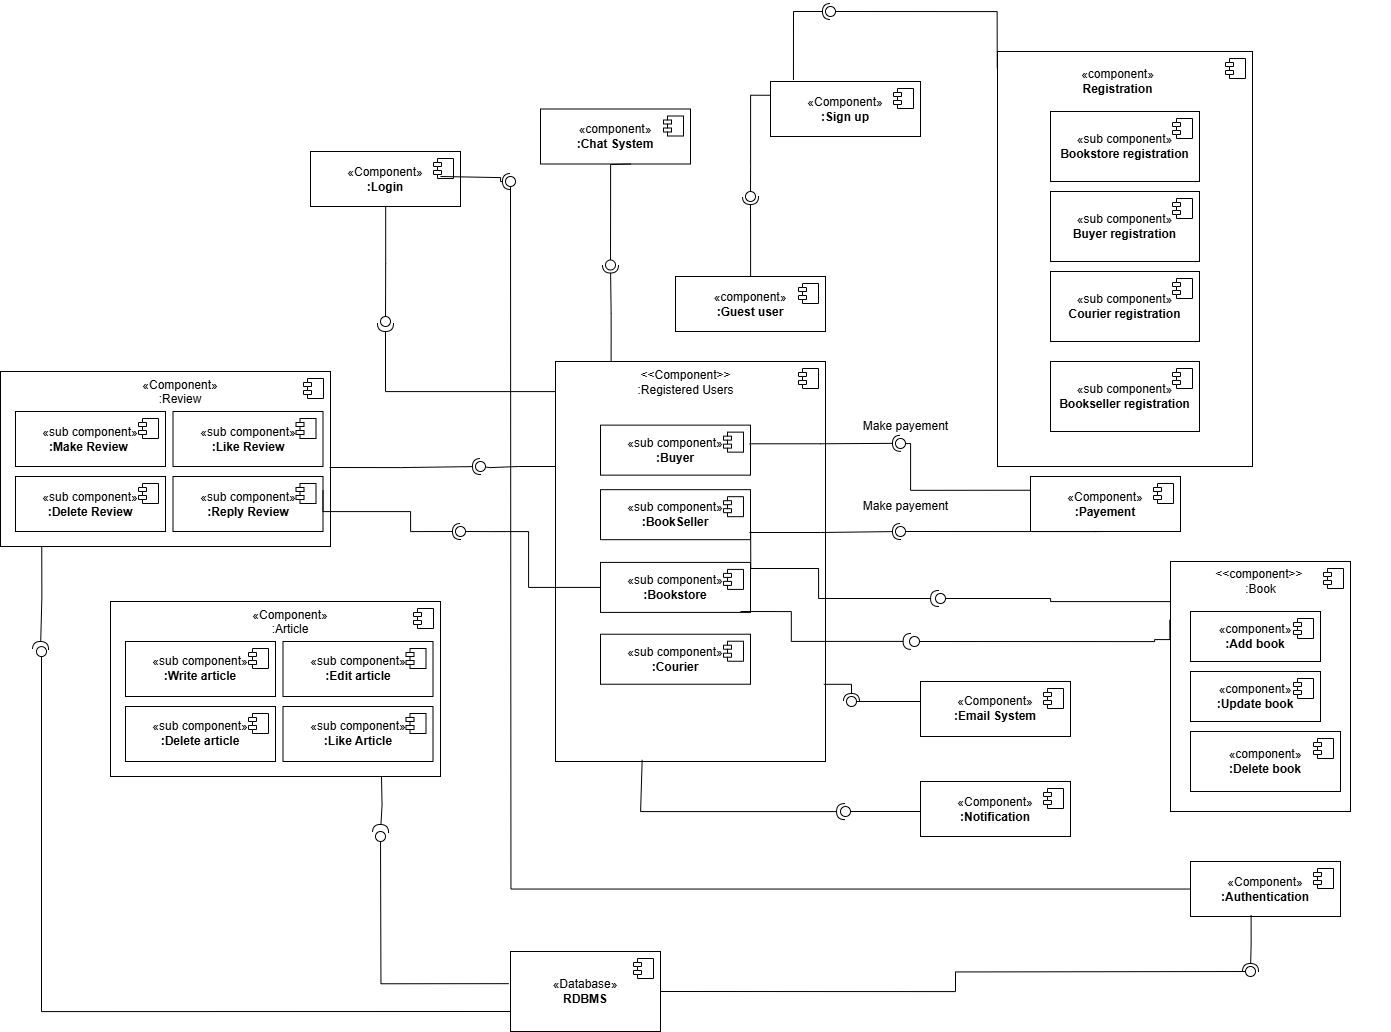 «component»
Registration
«sub component»
Bookstore registration
«sub component»
Buyer registration
«sub component»
Courier registration
«sub component»
Bookseller registration
«Component»
:Sign up
«component»
:Chat System
«Component»
:Login
«component»
:Guest user
«Component»
:Review
«sub component»
:Make Review
«sub component»
:Like Review
«sub component»
:Delete Review
«sub component»
:Reply Review
<<Component>>
:Registered Users
«sub component»
:Buyer
«sub component»
:BookSeller
«sub component»
:Bookstore
«sub component»
:Courier
Make payement
Make payement
«Component»
:Payement
<<component>>
:Book
«component»
:Add book
«component»
:Update book
«component»
:Delete book
«Component»
:Article
«sub component»
:Write article
«sub component»
:Edit article
«sub component»
:Delete article
«sub component»
:Like Article
«Component»
:Email System
«Component»
:Notification
«Component»
:Authentication
«Database»
RDBMS